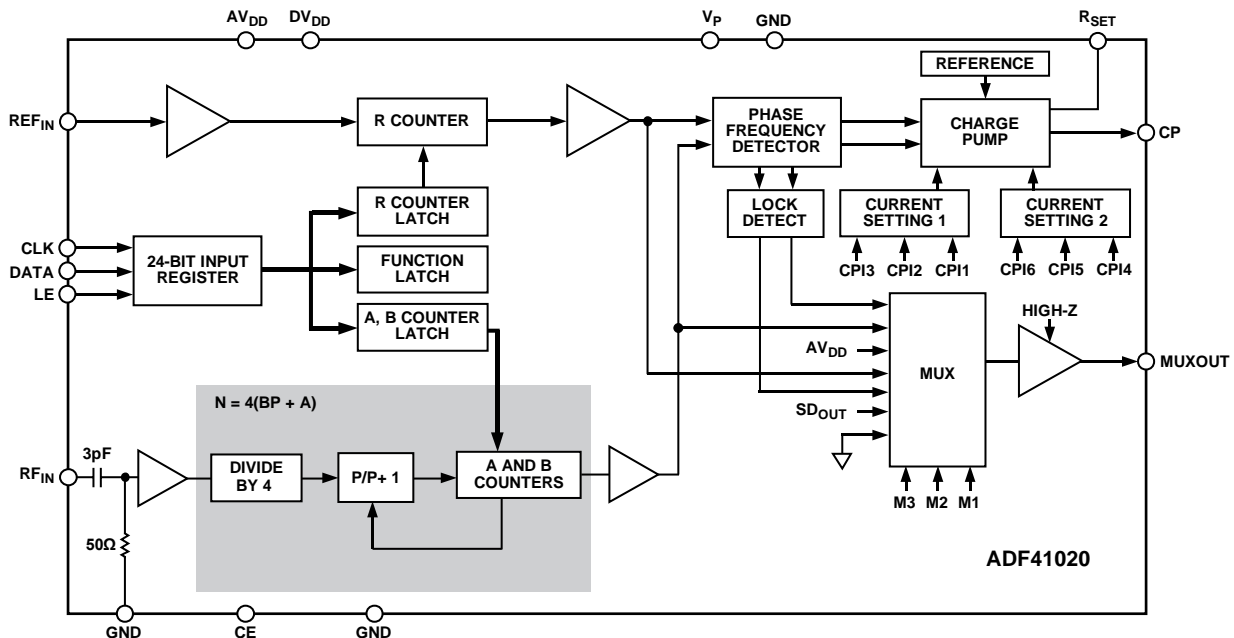 AVDD
DVDD
VP
GND
RSET
REFERENCE
REFIN
R COUNTER
PHASE
FREQUENCY
DETECTOR
CHARGE
PUMP
CP
R COUNTER
LATCH
LOCK
DETECT
CURRENT
SETTING 1
CURRENT
SETTING 2
CLK
DATA
LE
24-BIT INPUT
REGISTER
FUNCTION
LATCH
CPI3
CPI2
CPI1
CPI6
CPI5
CPI4
A, B COUNTER
LATCH
HIGH-Z
AVDD
MUX
MUXOUT
SDOUT
N = 4(BP + A)
3pF
RFIN
DIVIDE
BY 4
P/P+ 1
A AND B
COUNTERS
M3
M2
M1
50Ω
ADF41020
GND
CE
GND